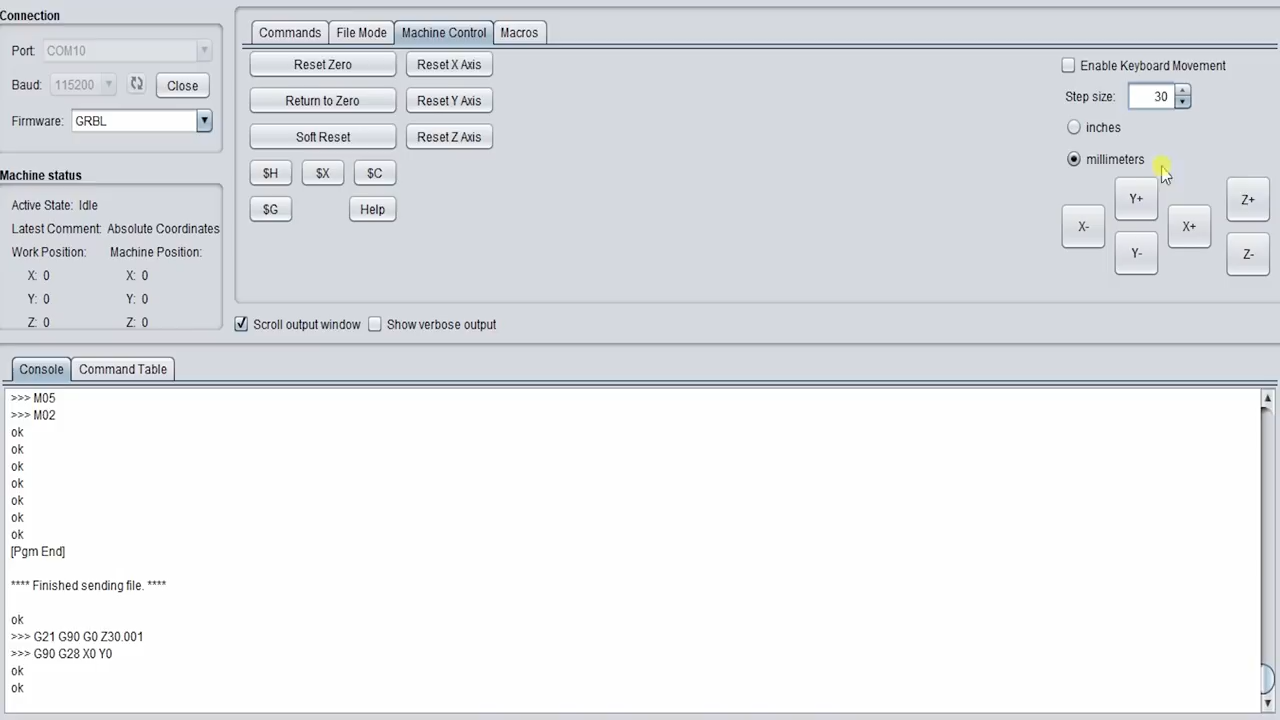 Connection
Port: COM10
Baud: 115200 Close
Firmware: GRBL
Machine status
Active State: Idle
Latest Comment: Absolute Coordinates
Work Position: Machine Position:
X: 0 X: 0
Y: 0 Y: 0
Z: 0 Z: 0
Commands File Mode Machine Control Macros
Reset Zero Reset X Axis
Return to Zero Reset Y Axis
Soft Reset Reset Z Axis
$H $X $C
$G Help
Enable Keyboard Movement
Step size: 30
inches
millimeters
Y+ Z+
X- X+
Y- Z-
Scroll output window Show verbose output
Console Command Table
>>> M05
>>> M02
ok
ok
ok
ok
ok
ok
ok
[Pgm End]
**** Finished sending file. ****
ok
>>> G21 G90 G0 Z30.001
>>> G90 G28 X0 Y0
ok
ok